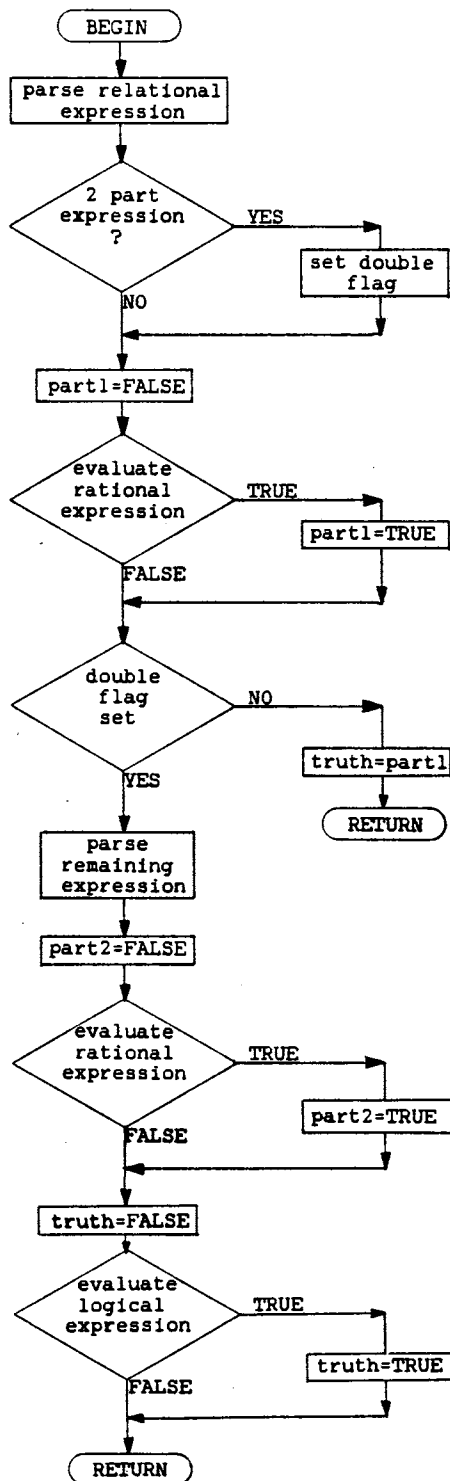 BEGIN
parse relational
expression
2 part
expression
?
YES
set double
flag
NO
part1=FALSE
evaluate
rational
expression
TRUE
part1=TRUE
FALSE
double
flag
set
NO
truth=part1
YES
RETURN
parse
remaining
expression
part2=FALSE
evaluate
rational
expression
TRUE
part2=TRUE
FALSE
truth=FALSE
evaluate
logical
expression
TRUE
truth=TRUE
FALSE
RETURN